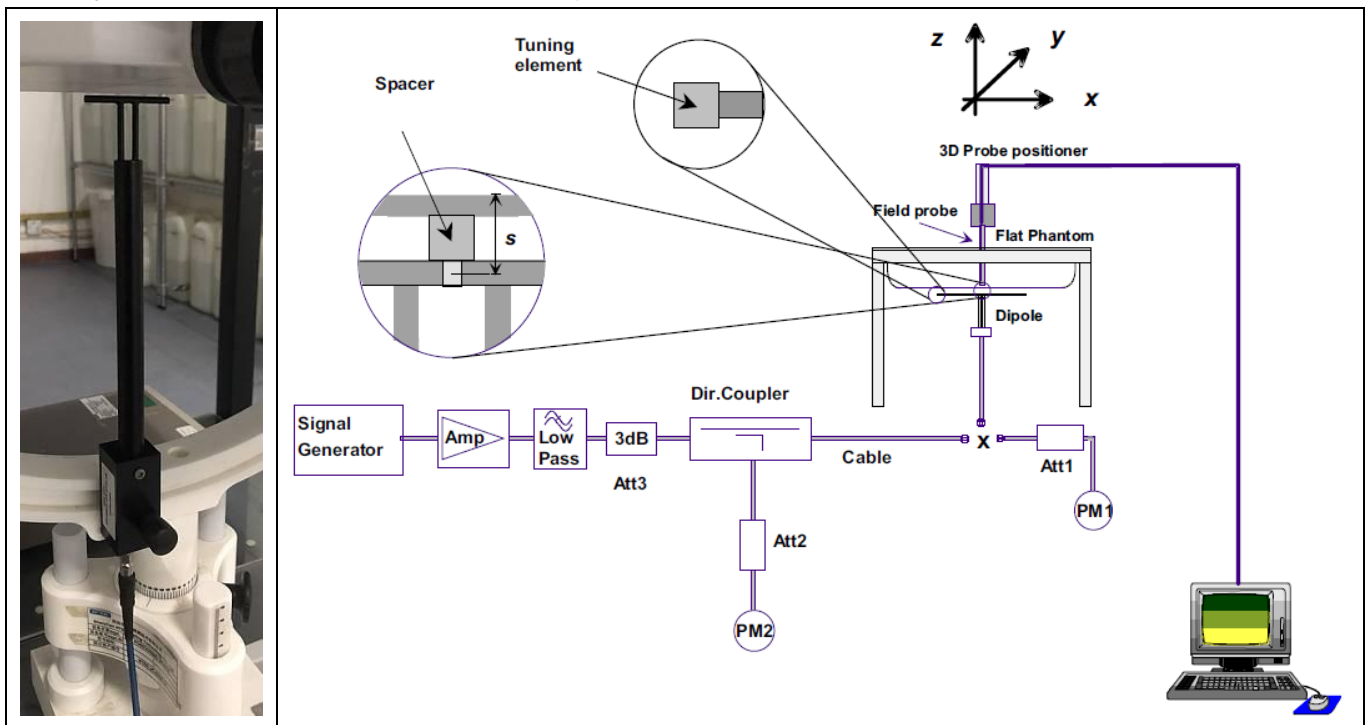 Tuning
element
Spacer
s
z
y
x
3D Probe positioner
Field probe
Flat Phantom
Dipole
Dir.Coupler
Signal
Generator
Amp
Low
Pass
3dB
Att3
Cable
x
Att1
PM1
Att2
PM2